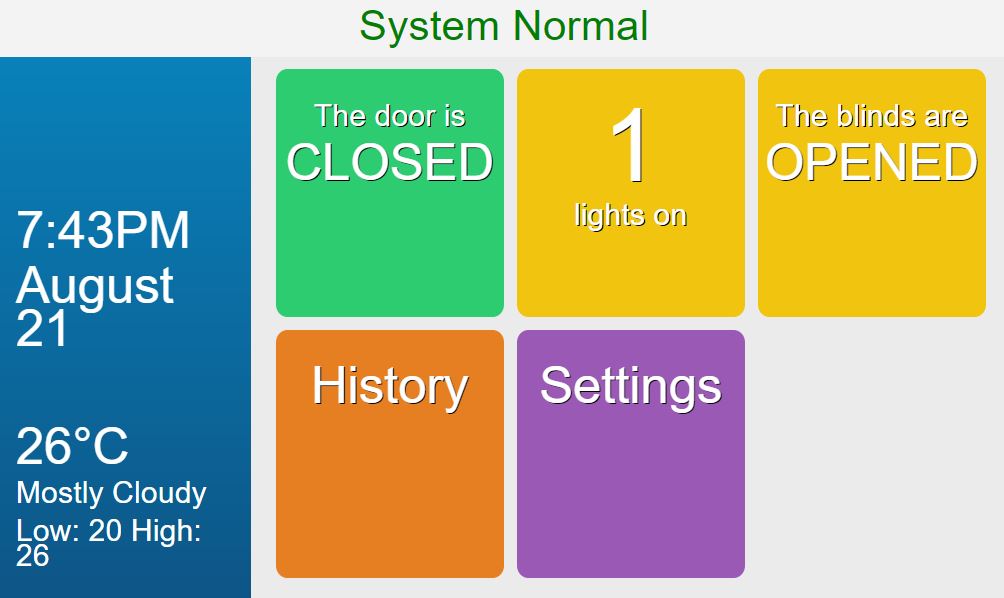 System Normal
7:43PM
August
21
26°C
Mostly Cloudy
Low: 20 High:
26
The door is
CLOSED
1
lights on
The blinds are
OPENED
History
Settings